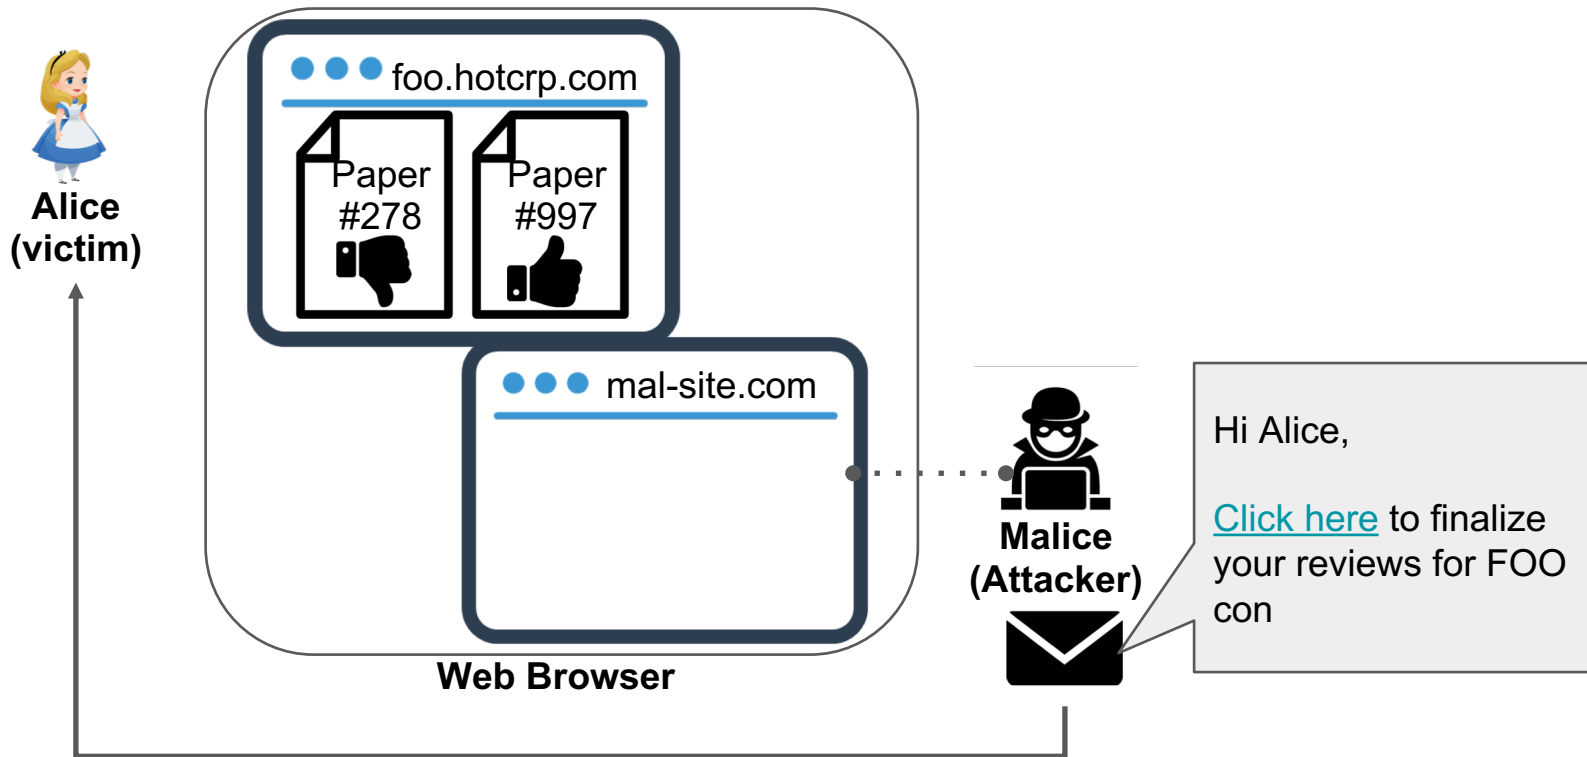 foo.hotcrp.com
Paper
#278
Paper
#997
Alice
(victim)
mal-site.com
Web Browser
Malice
(Attacker)
Hi Alice,
Click here to finalize
your reviews for FOO
con